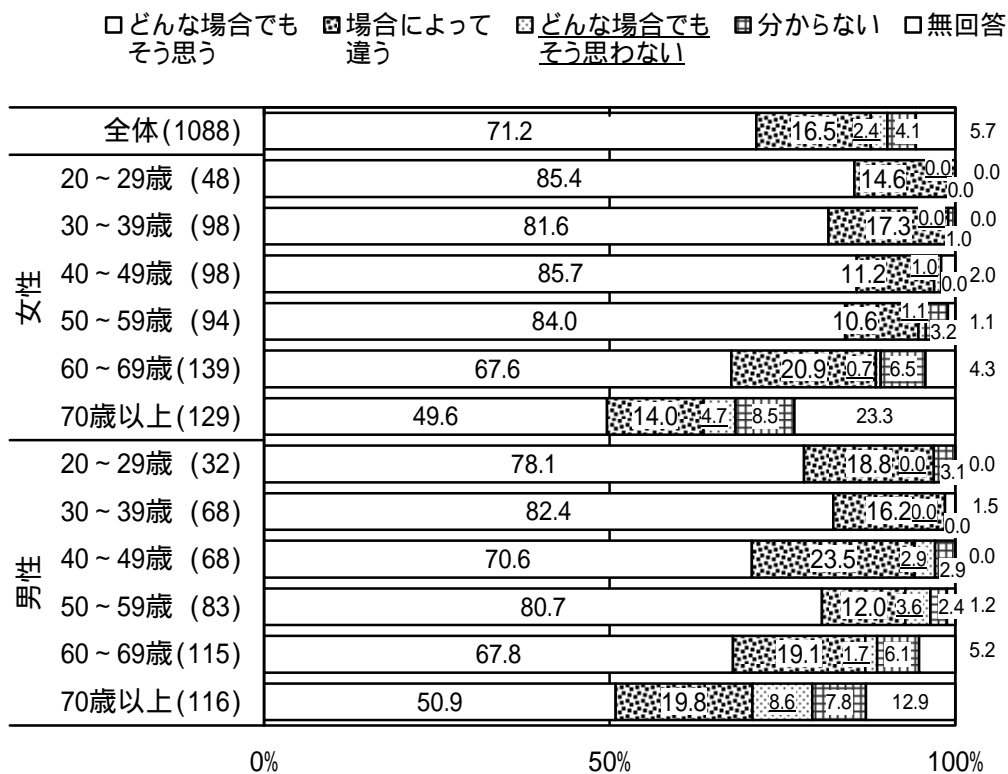 □どんな場合でもそう思う
場合によって違う
どんな場合でもそう思わない
分からない
□無回答
全体(1088) 71.2 16.5 2.4 4.1 5.7
女性
20～29歳 (48) 85.4 14.6 0.0 0.0 0.0
30～39歳 (98) 81.6 17.3 0.0 1.0 0.0
40～49歳 (98) 85.7 11.2 1.0 0.0 2.0
50～59歳 (94) 84.0 10.6 1.1 3.2 1.1
60～69歳(139) 67.6 20.9 0.7 6.5 4.3
70歳以上(129) 49.6 14.0 4.7 8.5 23.3
男性
20～29歳 (32) 78.1 18.8 0.0 3.1 0.0
30～39歳 (68) 82.4 16.2 0.0 0.0 1.5
40～49歳 (68) 70.6 23.5 2.9 2.9 0.0
50～59歳 (83) 80.7 12.0 3.6 2.4 1.2
60～69歳(115) 67.8 19.1 1.7 6.1 5.2
70歳以上(116) 50.9 19.8 8.6 7.8 12.9
0% 50% 100%